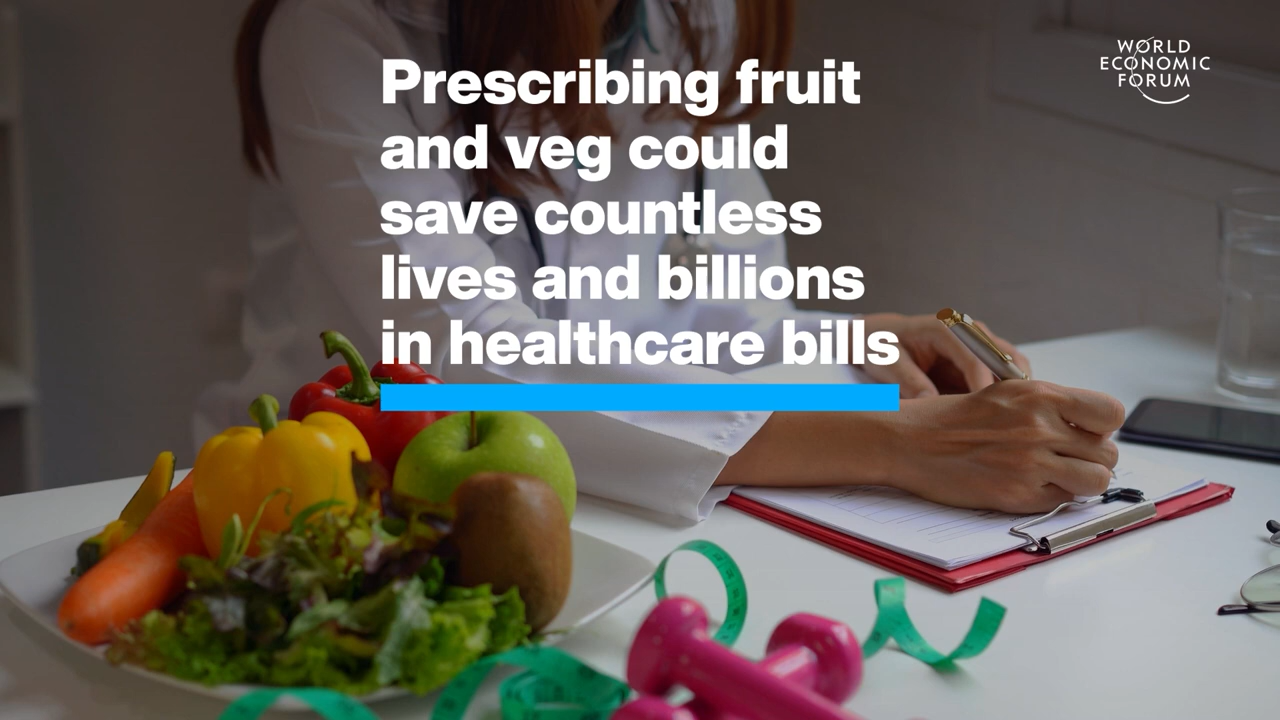 Prescribing fruit
and veg could
save countless
lives and billions
in healthcare bills
WORLD
ECONOMIC
FORUM